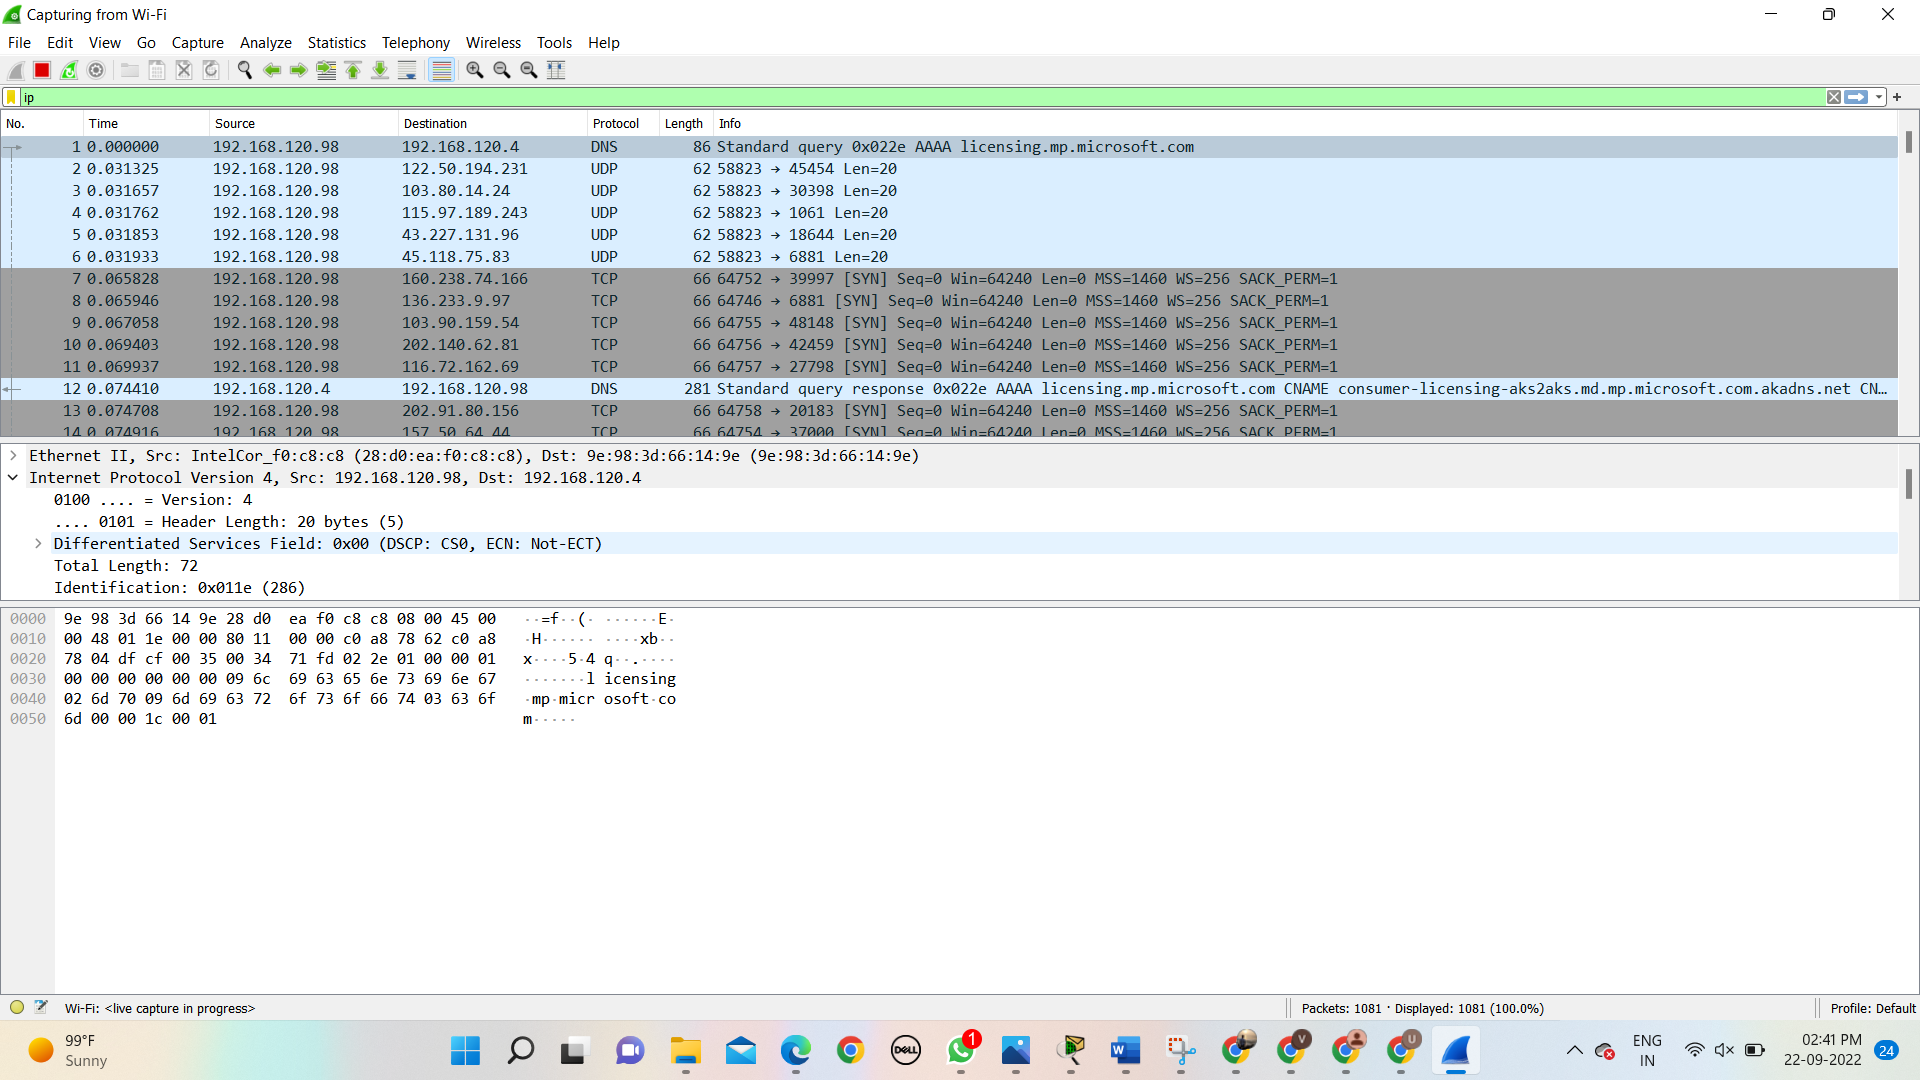 Capturing from Wi-Fi
File Edit View Go Capture Analyze Statistics Telephony Wireless Tools Help
ip
No. Time Source Destination Protocol Length Info
1 0.000000 192.168.120.98 192.168.120.4 DNS 86 Standard query 0x022e AAAA licensing.mp.microsoft.com
2 0.031325 192.168.120.98 122.50.194.231 UDP 62 58823 → 45454 Len=20
3 0.031657 192.168.120.98 103.80.14.24 UDP 62 58823 → 30398 Len=20
4 0.031762 192.168.120.98 115.97.189.243 UDP 62 58823 → 1061 Len=20
5 0.031853 192.168.120.98 43.227.131.96 UDP 62 58823 → 18644 Len=20
6 0.031933 192.168.120.98 45.118.75.83 UDP 62 58823 → 6881 Len=20
7 0.065828 192.168.120.98 160.238.74.166 TCP 66 64752 → 39997 [SYN] Seq=0 Win=64240 Len=0 MSS=1460 WS=256 SACK_PERM=1
8 0.065946 192.168.120.98 136.233.9.97 TCP 66 64746 → 6881 [SYN] Seq=0 Win=64240 Len=0 MSS=1460 WS=256 SACK_PERM=1
9 0.067058 192.168.120.98 103.90.159.54 TCP 66 64755 → 48148 [SYN] Seq=0 Win=64240 Len=0 MSS=1460 WS=256 SACK_PERM=1
10 0.069403 192.168.120.98 202.140.62.81 TCP 66 64756 → 42459 [SYN] Seq=0 Win=64240 Len=0 MSS=1460 WS=256 SACK_PERM=1
11 0.069937 192.168.120.98 116.72.162.69 TCP 66 64757 → 27798 [SYN] Seq=0 Win=64240 Len=0 MSS=1460 WS=256 SACK_PERM=1
12 0.074410 192.168.120.4 192.168.120.98 DNS 281 Standard query response 0x022e AAAA licensing.mp.microsoft.com CNAME consumer-licensing-aks2aks.md.mp.microsoft.com.akadns.net CN…
13 0.074708 192.168.120.98 202.91.80.156 TCP 66 64758 → 20183 [SYN] Seq=0 Win=64240 Len=0 MSS=1460 WS=256 SACK_PERM=1
14 0.074916 192.168.120.98 157.50.64.44 TCP 66 64754 → 37000 [SYN] Seq=0 Win=64240 Len=0 MSS=1460 WS=256 SACK_PERM=1
Ethernet II, Src: IntelCor_f0:c8:c8 (28:d0:ea:f0:c8:c8), Dst: 9e:98:3d:66:14:9e (9e:98:3d:66:14:9e)
Internet Protocol Version 4, Src: 192.168.120.98, Dst: 192.168.120.4
0100 .... = Version: 4
.... 0101 = Header Length: 20 bytes (5)
Differentiated Services Field: 0x00 (DSCP: CS0, ECN: Not-ECT)
Total Length: 72
Identification: 0x011e (286)
0000 9e 98 3d 66 14 9e 28 d0 ea f0 c8 c8 08 00 45 00 ··=f··(· ······E·
0010 00 48 01 1e 00 00 80 11 00 00 c0 a8 78 62 c0 a8 ·H······ ····xb··
0020 78 04 df cf 00 35 00 34 71 fd 02 2e 01 00 00 01 x····5·4 q··.····
0030 00 00 00 00 00 00 09 6c 69 63 65 6e 73 69 6e 67 ·······l icensing
0040 02 6d 70 09 6d 69 63 72 6f 73 6f 66 74 03 63 6f ·mp·micr osoft·co
0050 6d 00 00 1c 00 01 m·····
Wi-Fi: <live capture in progress> Packets: 1081 · Displayed: 1081 (100.0%) Profile: Default
99°F
Sunny
DELL
1
W
V
U
ENG
IN
02:41 PM
22-09-2022
24